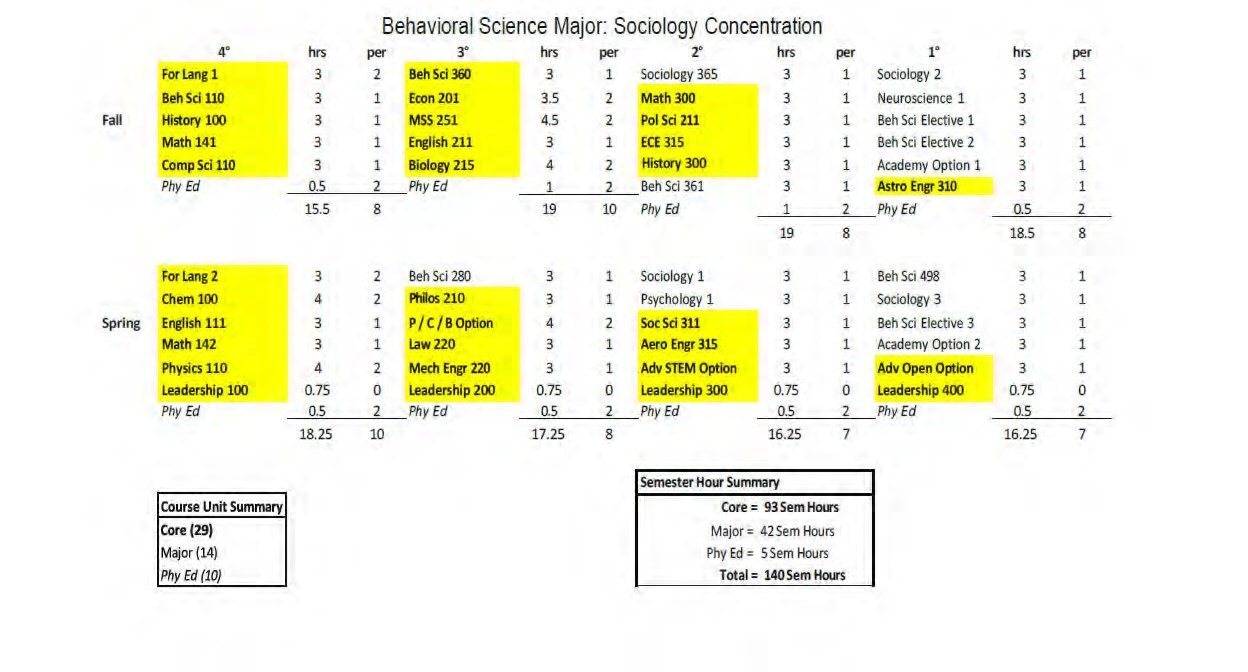 Behavioral Science Major: Sociology Concentration
4° hrs per 3° hrs per 2° hrs per 1° hrs per
For Lang 1 3 2 Beh Sci 360 3 1 Sociology 365 3 1 Sociology 2 3 1
Beh Sci 110 3 1 Econ 201 3.5 2 Math 300 3 1 Neuroscience 1 3 1
Fall History 100 3 1 MSS 251 4.5 2 Pol Sci 211 3 1 Beh Sci Elective 1 3 1
Math 141 3 1 English 211 3 1 ECE 315 3 1 Beh Sci Elective 2 3 1
Comp Sci 110 3 1 Biology 215 4 2 History 300 3 1 Academy Option 1 3 1
Phy Ed 0.5 2 Phy Ed 1 2 Beh Sci 361 3 1 Astro Engr 310 3 1
15.5 8 19 10 Phy Ed 1 2 Phy Ed 0.5 2
19 8 18.5 8
For Lang 2 3 2 Beh Sci 280 3 1 Sociology 1 3 1 Beh Sci 498 3 1
Chem 100 4 2 Philos 210 3 1 Psychology 1 3 1 Sociology 3 3 1
Spring English 111 3 1 P / C / B Option 4 2 Soc Sci 311 3 1 Beh Sci Elective 3 3 1
Math 142 3 1 Law 220 3 1 Aero Engr 315 3 1 Academy Option 2 3 1
Physics 110 4 2 Mech Engr 220 3 1 Adv STEM Option 3 1 Adv Open Option 3 1
Leadership 100 0.75 0 Leadership 200 0.75 0 Leadership 300 0.75 0 Leadership 400 0.75 0
Phy Ed 0.5 2 Phy Ed 0.5 2 Phy Ed 0.5 2 Phy Ed 0.5 2
18.25 10 17.25 8 16.25 7 16.25 7
Course Unit Summary
Core (29)
Major (14)
Phy Ed (10)
Semester Hour Summary
Core = 93 Sem Hours
Major = 42 Sem Hours
Phy Ed = 5 Sem Hours
Total = 140 Sem Hours